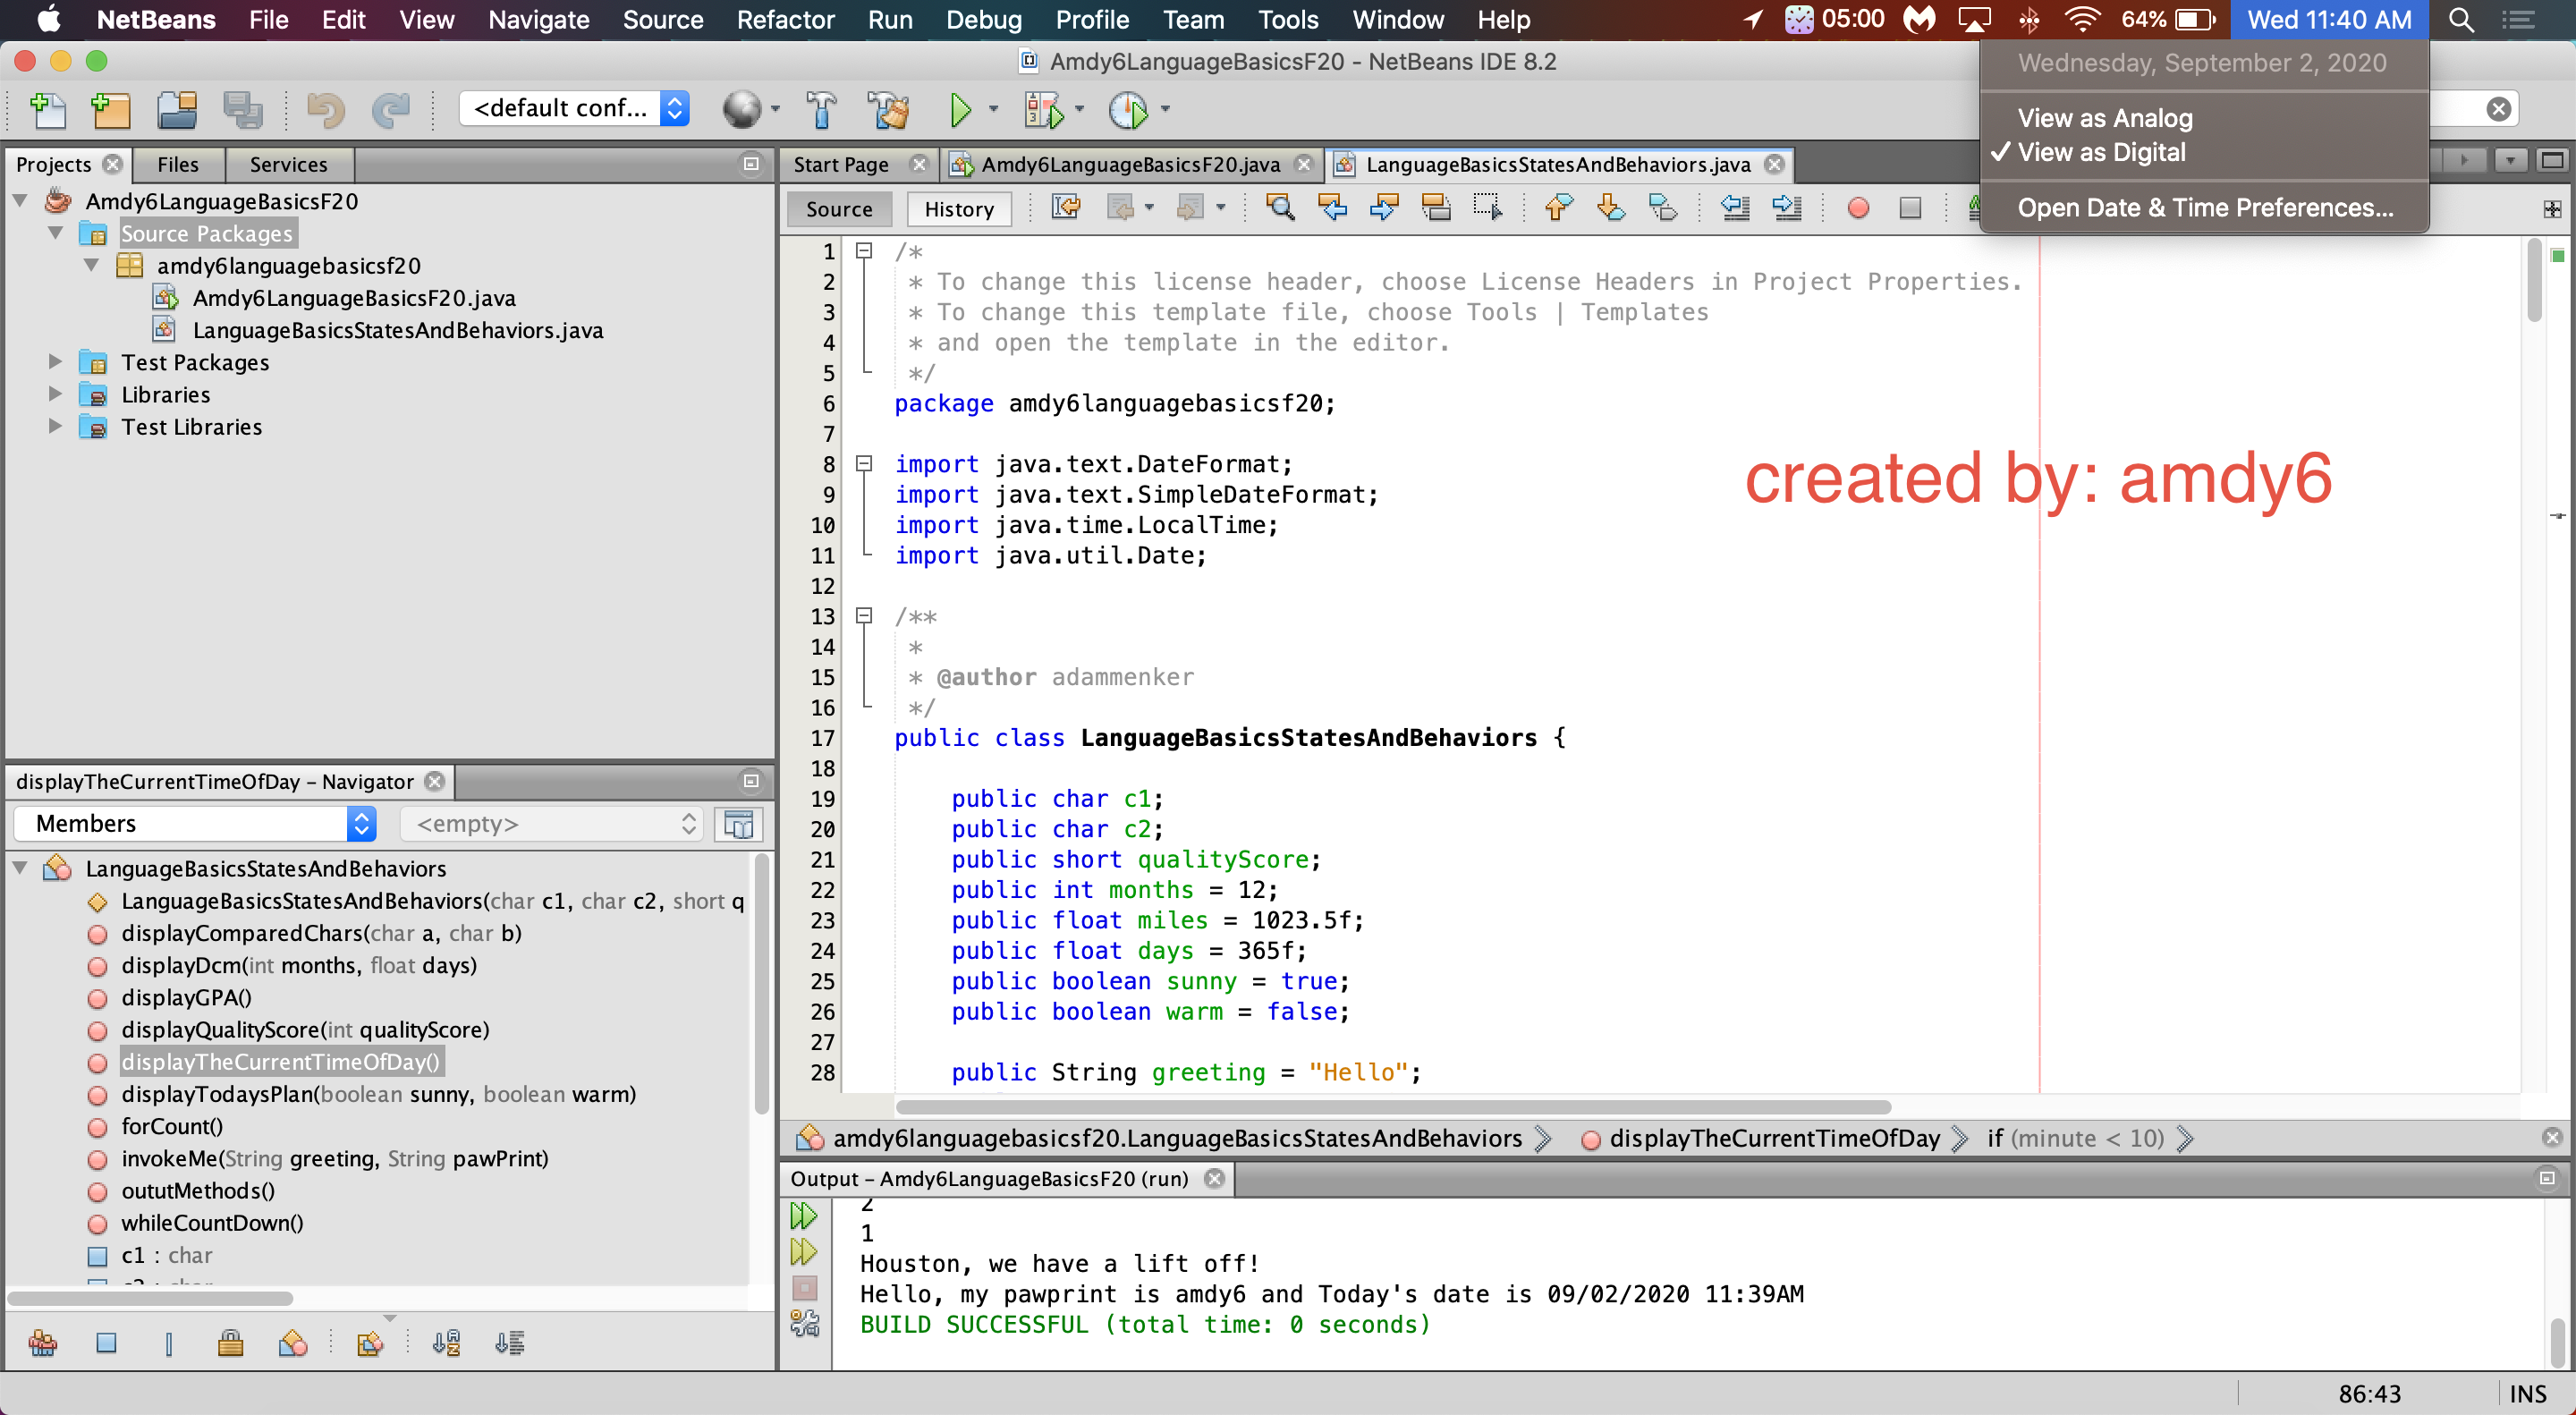 NetBeans File Edit View Navigate Source Refactor Run Debug Profile Team Tools Window Help 05:00 64% Wed 11:40 AM
Amdy6LanguageBasicsF20 - NetBeans IDE 8.2
Wednesday, September 2, 2020
View as Analog
✓ View as Digital
Open Date & Time Preferences...
<default conf...
Projects Files Services
Amdy6LanguageBasicsF20
Source Packages
amdy6languagebasicsf20
Amdy6LanguageBasicsF20.java
LanguageBasicsStatesAndBehaviors.java
Test Packages
Libraries
Test Libraries
Start Page Amdy6LanguageBasicsF20.java LanguageBasicsStatesAndBehaviors.java
Source History
1 /*
2 * To change this license header, choose License Headers in Project Properties.
3 * To change this template file, choose Tools | Templates
4 * and open the template in the editor.
5 */
6 package amdy6languagebasicsf20;
7
8 import java.text.DateFormat;
9 import java.text.SimpleDateFormat;
10 import java.time.LocalTime;
11 import java.util.Date;
12
13 /**
14 *
15 * @author adammenker
16 */
17 public class LanguageBasicsStatesAndBehaviors {
18
19 public char c1;
20 public char c2;
21 public short qualityScore;
22 public int months = 12;
23 public float miles = 1023.5f;
24 public float days = 365f;
25 public boolean sunny = true;
26 public boolean warm = false;
27
28 public String greeting = "Hello";
created by: amdy6
displayTheCurrentTimeOfDay - Navigator
Members <empty>
LanguageBasicsStatesAndBehaviors
LanguageBasicsStatesAndBehaviors(char c1, char c2, short q
displayComparedChars(char a, char b)
displayDcm(int months, float days)
displayGPA()
displayQualityScore(int qualityScore)
displayTheCurrentTimeOfDay()
displayTodaysPlan(boolean sunny, boolean warm)
forCount()
invokeMe(String greeting, String pawPrint)
oututMethods()
whileCountDown()
c1 : char
amdy6languagebasicsf20.LanguageBasicsStatesAndBehaviors displayTheCurrentTimeOfDay if (minute < 10)
Output - Amdy6LanguageBasicsF20 (run)
2
1
Houston, we have a lift off!
Hello, my pawprint is amdy6 and Today's date is 09/02/2020 11:39AM
BUILD SUCCESSFUL (total time: 0 seconds)
86:43 INS